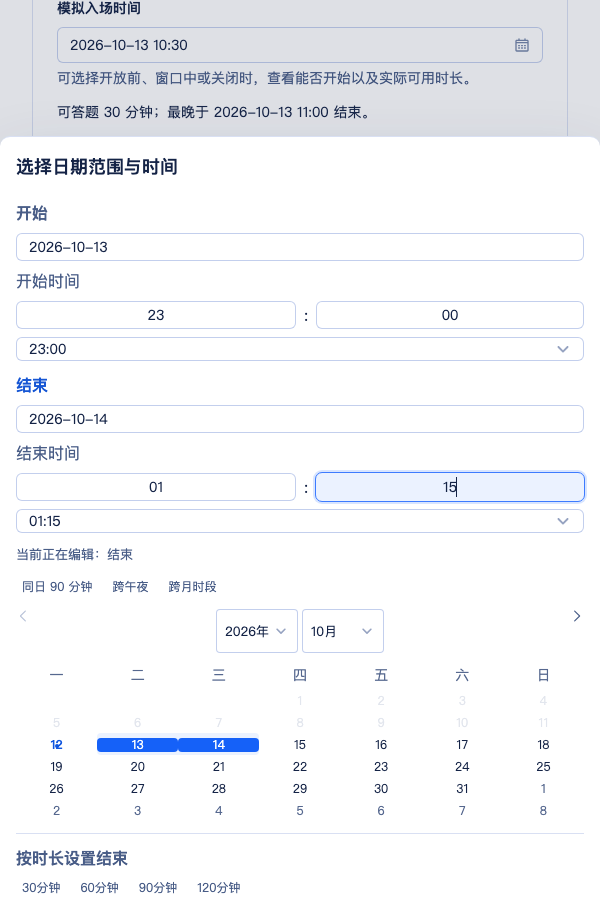 模拟入场时间
2026-10-13 10:30
可选择开放前、窗口中或关闭时，查看能否开始以及实际可用时长。
可答题 30 分钟；最晚于 2026-10-13 11:00 结束。
选择日期范围与时间
开始
2026-10-13
开始时间
23 : 00
23:00
结束
2026-10-14
结束时间
01 : 15
01:15
当前正在编辑：结束
同日 90 分钟 跨午夜 跨月时段
2026年 10月
一 二 三 四 五 六 日
1 2 3 4
5 6 7 8 9 10 11
12 13 14 15 16 17 18
19 20 21 22 23 24 25
26 27 28 29 30 31 1
2 3 4 5 6 7 8
按时长设置结束
30分钟 60分钟 90分钟 120分钟